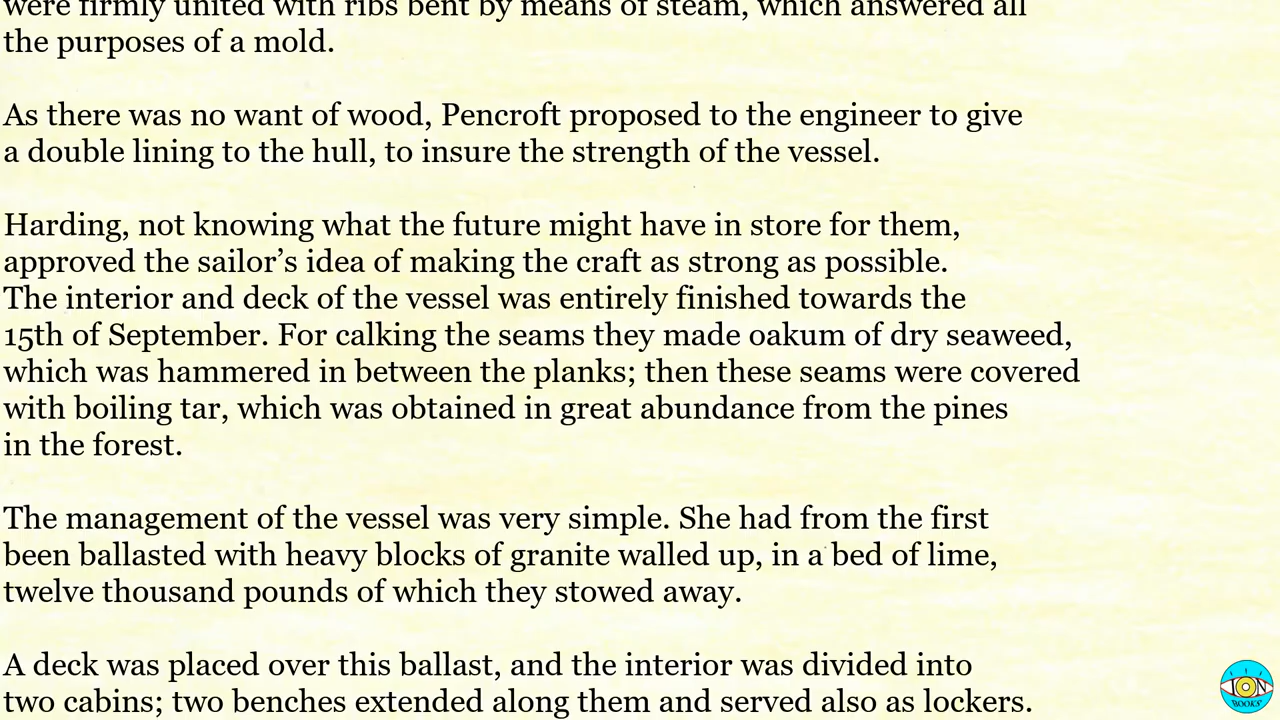 were firmly united with ribs bent by means of steam, which answered all
the purposes of a mold.
As there was no want of wood, Pencroft proposed to the engineer to give
a double lining to the hull, to insure the strength of the vessel.
Harding, not knowing what the future might have in store for them,
approved the sailor’s idea of making the craft as strong as possible.
The interior and deck of the vessel was entirely finished towards the
15th of September. For calking the seams they made oakum of dry seaweed,
which was hammered in between the planks; then these seams were covered
with boiling tar, which was obtained in great abundance from the pines
in the forest.
The management of the vessel was very simple. She had from the first
been ballasted with heavy blocks of granite walled up, in a bed of lime,
twelve thousand pounds of which they stowed away.
A deck was placed over this ballast, and the interior was divided into
two cabins; two benches extended along them and served also as lockers.
ION
BOOKS